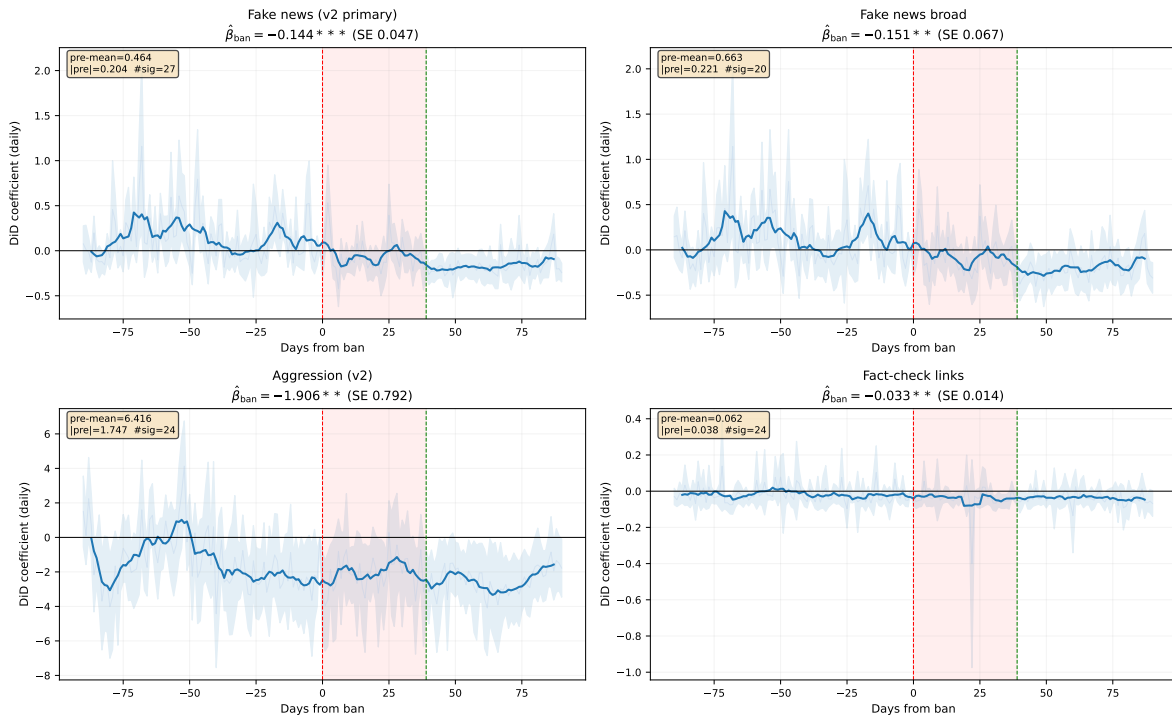 Fake news (v2 primary)
β̂ban = −0.144∗∗∗ (SE 0.047)
pre-mean=0.464
|pre|=0.204 #sig=27
DiD coefficient (daily)
2.0
1.5
1.0
0.5
0.0
−0.5
−75 −50 −25 0 25 50 75
Days from ban
Fake news broad
β̂ban = −0.151∗∗ (SE 0.067)
pre-mean=0.663
|pre|=0.221 #sig=20
DiD coefficient (daily)
2.0
1.5
1.0
0.5
0.0
−0.5
−75 −50 −25 0 25 50 75
Days from ban
Aggression (v2)
β̂ban = −1.906∗∗ (SE 0.792)
pre-mean=6.416
|pre|=1.747 #sig=24
DiD coefficient (daily)
6
4
2
0
−2
−4
−6
−8
−75 −50 −25 0 25 50 75
Days from ban
Fact-check links
β̂ban = −0.033∗∗ (SE 0.014)
pre-mean=0.062
|pre|=0.038 #sig=24
DiD coefficient (daily)
0.4
0.2
0.0
−0.2
−0.4
−0.6
−0.8
−1.0
−75 −50 −25 0 25 50 75
Days from ban